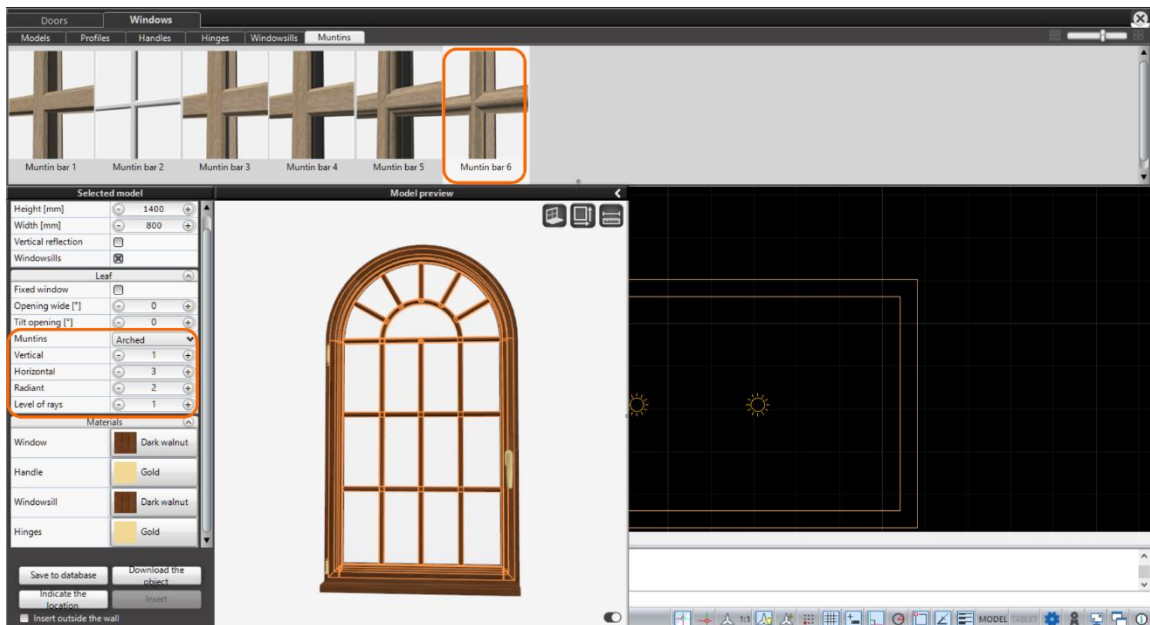 Doors Windows
Models Profiles Handles Hinges Windowsills Muntins
Muntin bar 1 Muntin bar 2 Muntin bar 3 Muntin bar 4 Muntin bar 5 Muntin bar 6
Selected model
Model preview
Height [mm] 1400
Width [mm] 800
Vertical reflection
Windowsills
Leaf
Fixed window
Opening wide [°] 0
Tilt opening [°] 0
Muntins Arched
Vertical 1
Horizontal 3
Radiant 2
Level of rays 1
Materials
Window Dark walnut
Handle Gold
Windowsill Dark walnut
Hinges Gold
Save to database
Download the
object
Indicate the
location
Insert
Insert outside the wall
1:1 MODEL TABLET